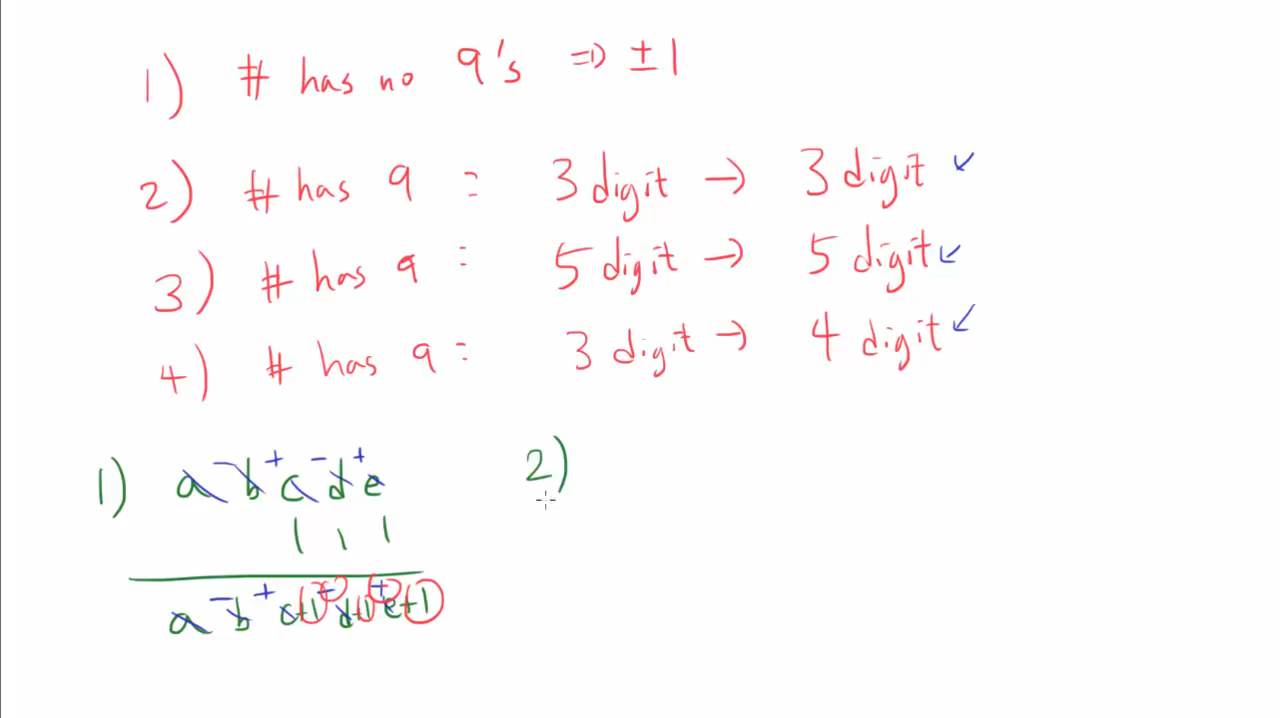 1) # has no 9's ⇒ ±1
2) # has 9 : 3 digit → 3 digit ↙
3) # has 9 : 5 digit → 5 digit ↙
4) # has 9 : 3 digit → 4 digit ↙
1) a - b + c - d + e
1 1 1
a - b + c+1 - d+1 + e+1
2)